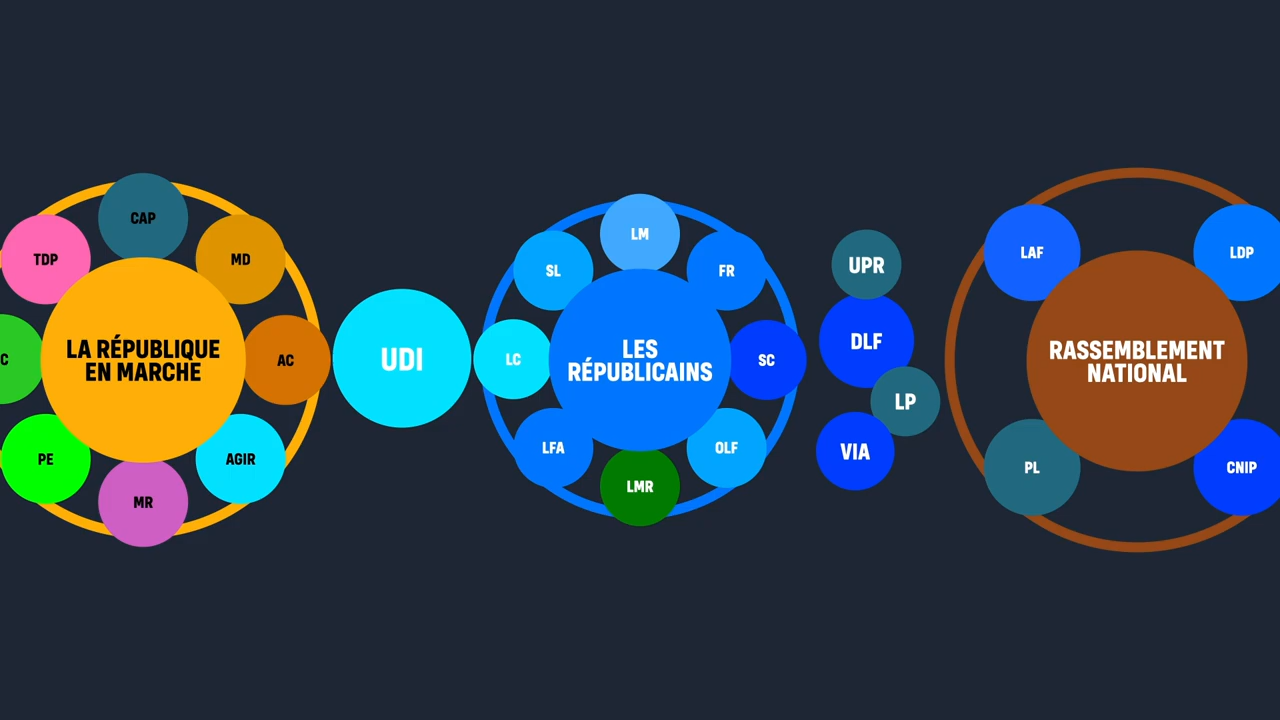 CAP
TDP
MD
C
LA RÉPUBLIQUE
EN MARCHE
AC
PE
AGIR
MR
UDI
LM
SL
FR
LC
LES
RÉPUBLICAINS
SC
LFA
OLF
LMR
UPR
DLF
LP
VIA
LAF
LDP
RASSEMBLEMENT
NATIONAL
PL
CNIP